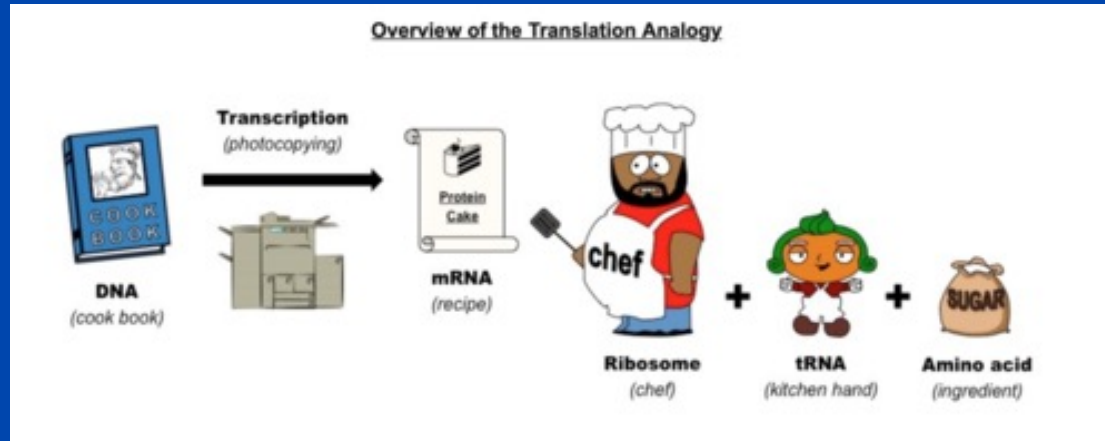 Overview of the Translation Analogy
Transcription
(photocopying)
COOK
BOOK
DNA
(cook book)
Protein
Cake
mRNA
(recipe)
chef
Ribosome
(chef)
tRNA
(kitchen hand)
SUGAR
Amino acid
(ingredient)